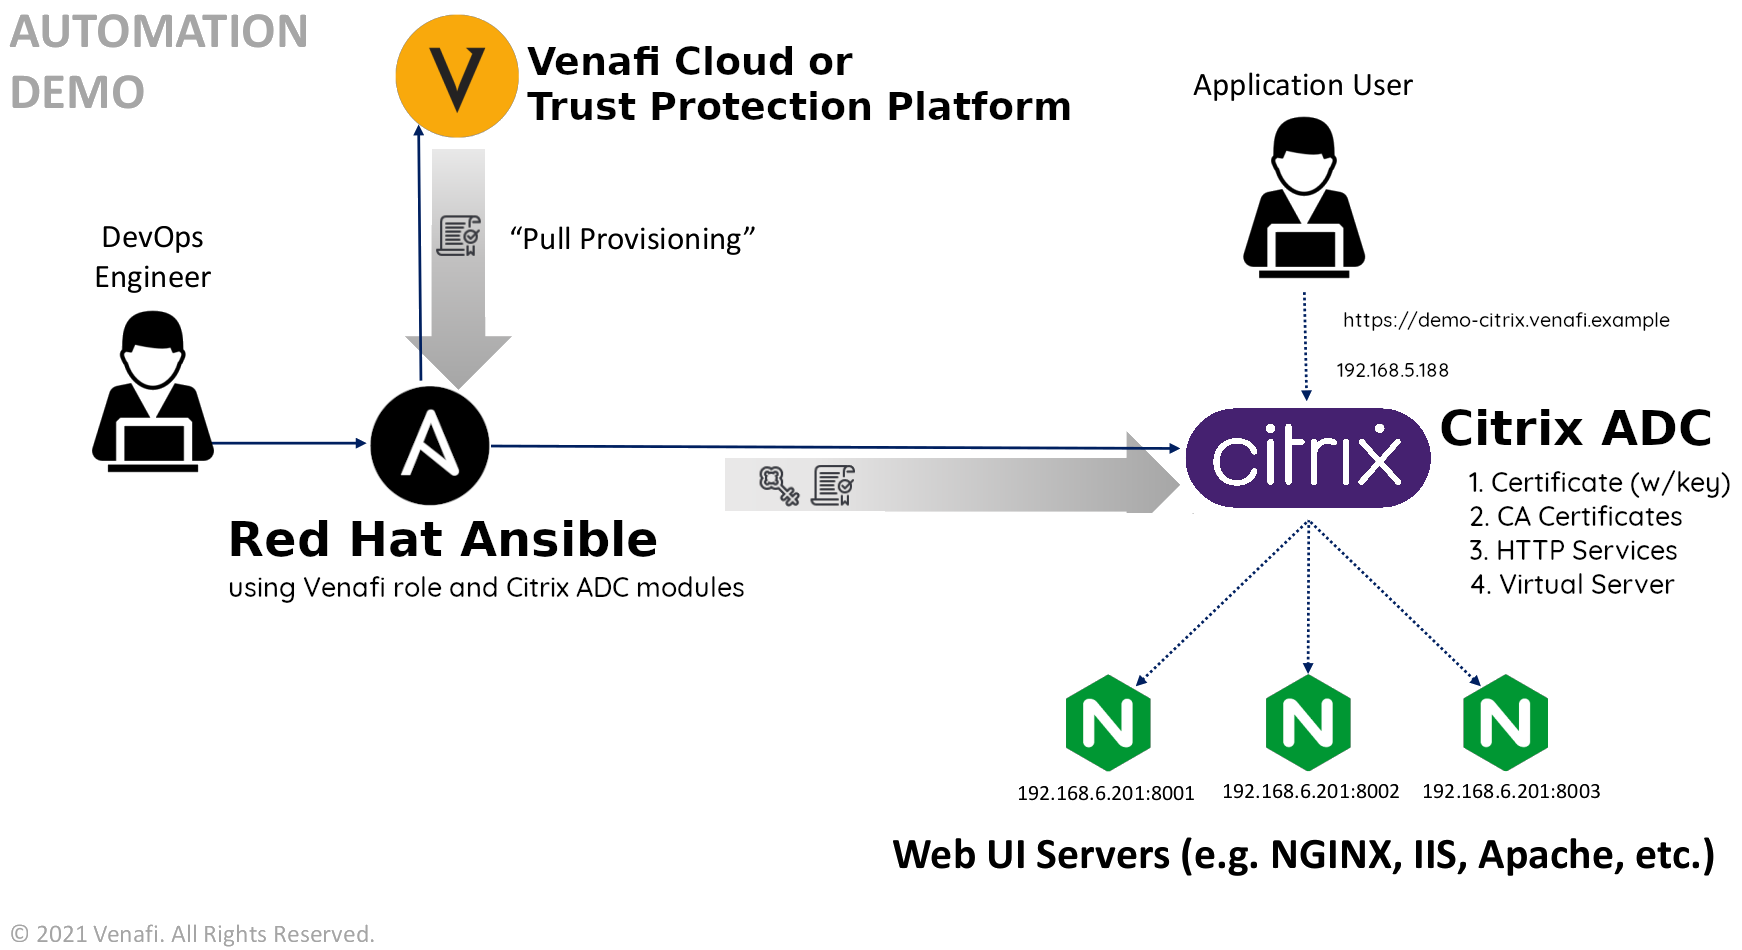 AUTOMATION
DEMO
V
Venafi Cloud or
Trust Protection Platform
Application User
“Pull Provisioning”
DevOps
Engineer
https://demo-citrix.venafi.example
192.168.5.188
A
citrix
Citrix ADC
1. Certificate (w/key)
2. CA Certificates
3. HTTP Services
4. Virtual Server
Red Hat Ansible
using Venafi role and Citrix ADC modules
N N N
192.168.6.201:8001 192.168.6.201:8002 192.168.6.201:8003
Web UI Servers (e.g. NGINX, IIS, Apache, etc.)
© 2021 Venafi. All Rights Reserved.